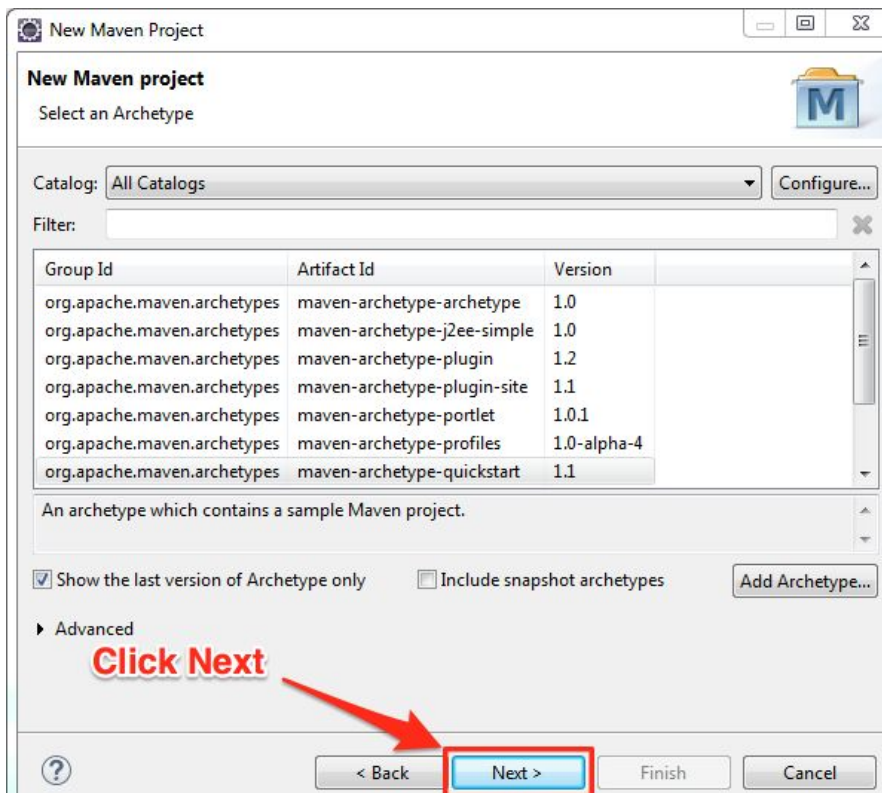 New Maven Project
New Maven project
Select an Archetype
M
Catalog: All Catalogs Configure...
Filter:
Group Id Artifact Id Version
org.apache.maven.archetypes maven-archetype-archetype 1.0
org.apache.maven.archetypes maven-archetype-j2ee-simple 1.0
org.apache.maven.archetypes maven-archetype-plugin 1.2
org.apache.maven.archetypes maven-archetype-plugin-site 1.1
org.apache.maven.archetypes maven-archetype-portlet 1.0.1
org.apache.maven.archetypes maven-archetype-profiles 1.0-alpha-4
org.apache.maven.archetypes maven-archetype-quickstart 1.1
An archetype which contains a sample Maven project.
Show the last version of Archetype only Include snapshot archetypes Add Archetype...
Advanced
Click Next
? < Back Next > Finish Cancel